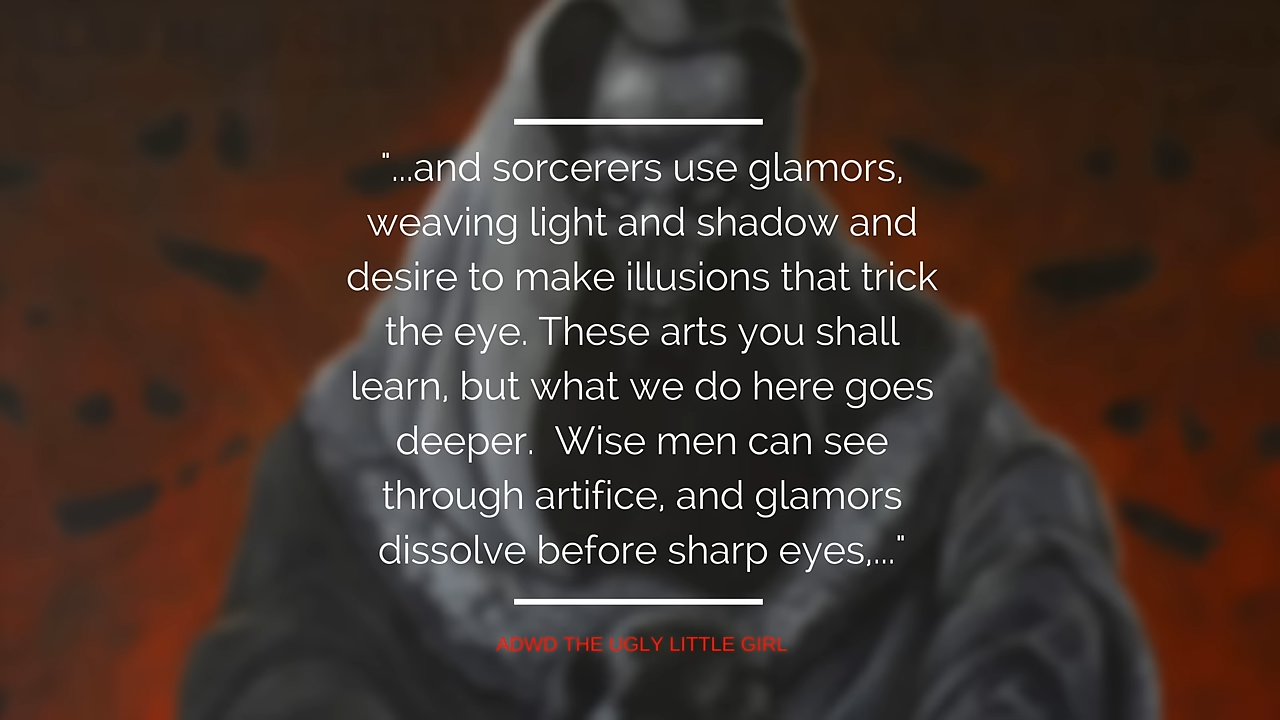 "...and sorcerers use glamors,
weaving light and shadow and
desire to make illusions that trick
the eye. These arts you shall
learn, but what we do here goes
deeper.  Wise men can see
through artifice, and glamors
dissolve before sharp eyes,..."
ADWD THE UGLY LITTLE GIRL